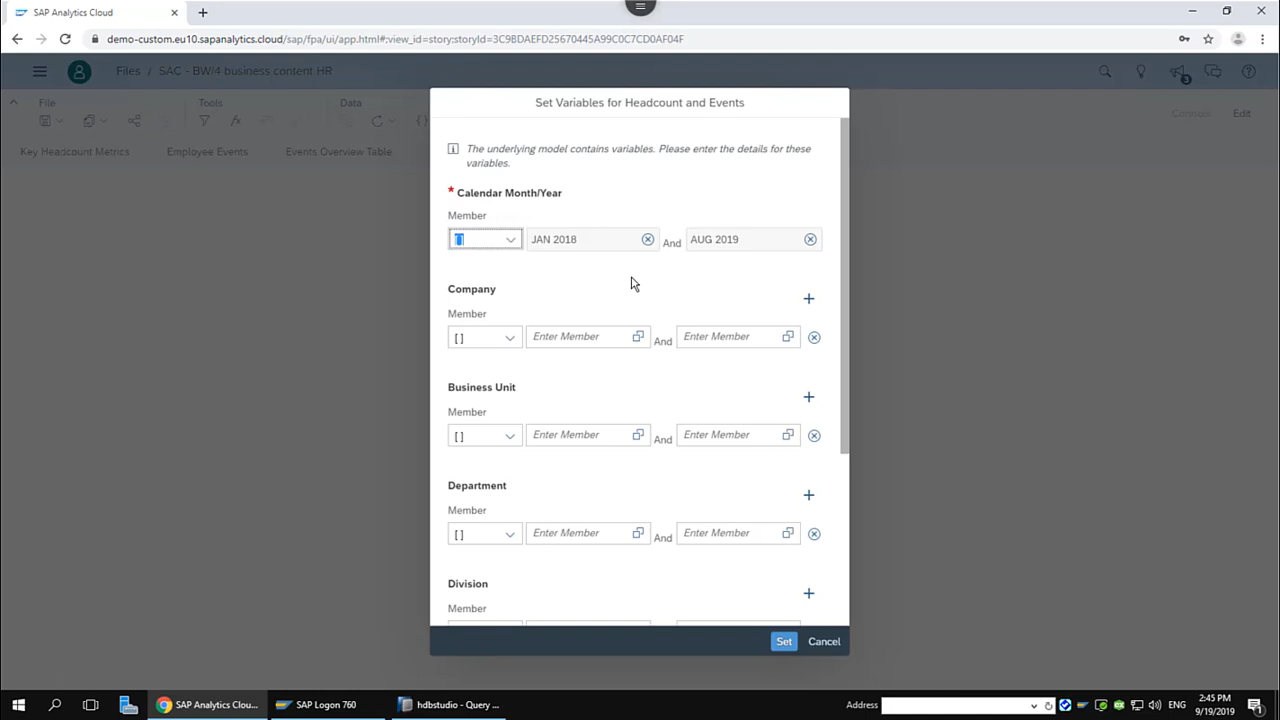 SAP Analytics Cloud
demo-custom.eu10.sapanalytics.cloud/sap/fpa/ui/app.html#;view_id=story;storyId=3C9BDAEFD25670445A99C0C7CD0AF04F
Files / SAC - BW/4 business content HR
3
File Tools Data Controls Edit
Key Headcount Metrics Employee Events Events Overview Table
Set Variables for Headcount and Events
The underlying model contains variables. Please enter the details for these
variables.
* Calendar Month/Year
Member
[ ] JAN 2018 And AUG 2019
Company
Member
[ ] Enter Member And Enter Member
Business Unit
Member
[ ] Enter Member And Enter Member
Department
Member
[ ] Enter Member And Enter Member
Division
Member
Set Cancel
SAP Analytics Clou... SAP Logon 760 hdbstudio - Query ... Address ENG 2:45 PM
9/19/2019
1